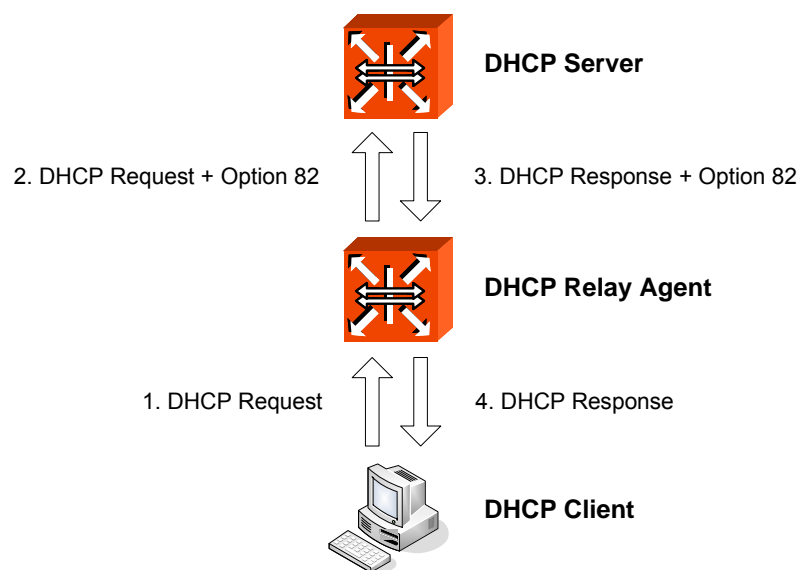 DHCP Server
2. DHCP Request + Option 82
3. DHCP Response + Option 82
DHCP Relay Agent
1. DHCP Request
4. DHCP Response
DHCP Client